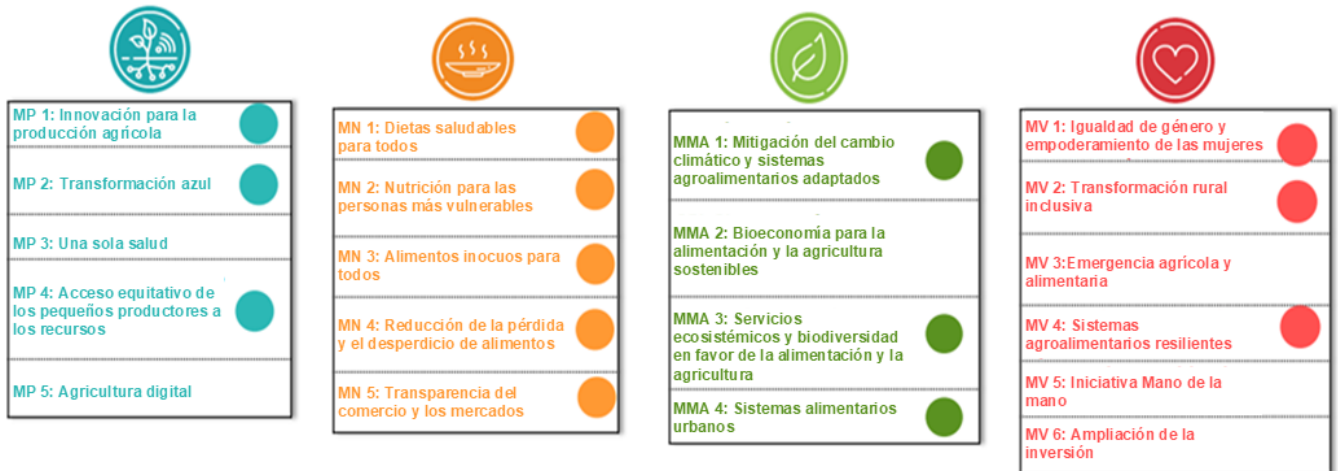 MP 1: Innovación para la
producción agrícola
MP 2: Transformación azul
MP 3: Una sola salud
MP 4: Acceso equitativo de
los pequeños productores a
los recursos
MP 5: Agricultura digital
MN 1: Dietas saludables
para todos
MN 2: Nutrición para las
personas más vulnerables
MN 3: Alimentos inocuos para
todos
MN 4: Reducción de la pérdida
y el desperdicio de alimentos
MN 5: Transparencia del
comercio y los mercados
MMA 1: Mitigación del cambio
climático y sistemas
agroalimentarios adaptados
MMA 2: Bioeconomía para la
alimentación y la agricultura
sostenibles
MMA 3: Servicios
ecosistémicos y biodiversidad
en favor de la alimentación y la
agricultura
MMA 4: Sistemas alimentarios
urbanos
MV 1: Igualdad de género y
empoderamiento de las mujeres
MV 2: Transformación rural
inclusiva
MV 3:Emergencia agrícola y
alimentaria
MV 4: Sistemas
agroalimentarios resilientes
MV 5: Iniciativa Mano de la
mano
MV 6: Ampliación de la
inversión